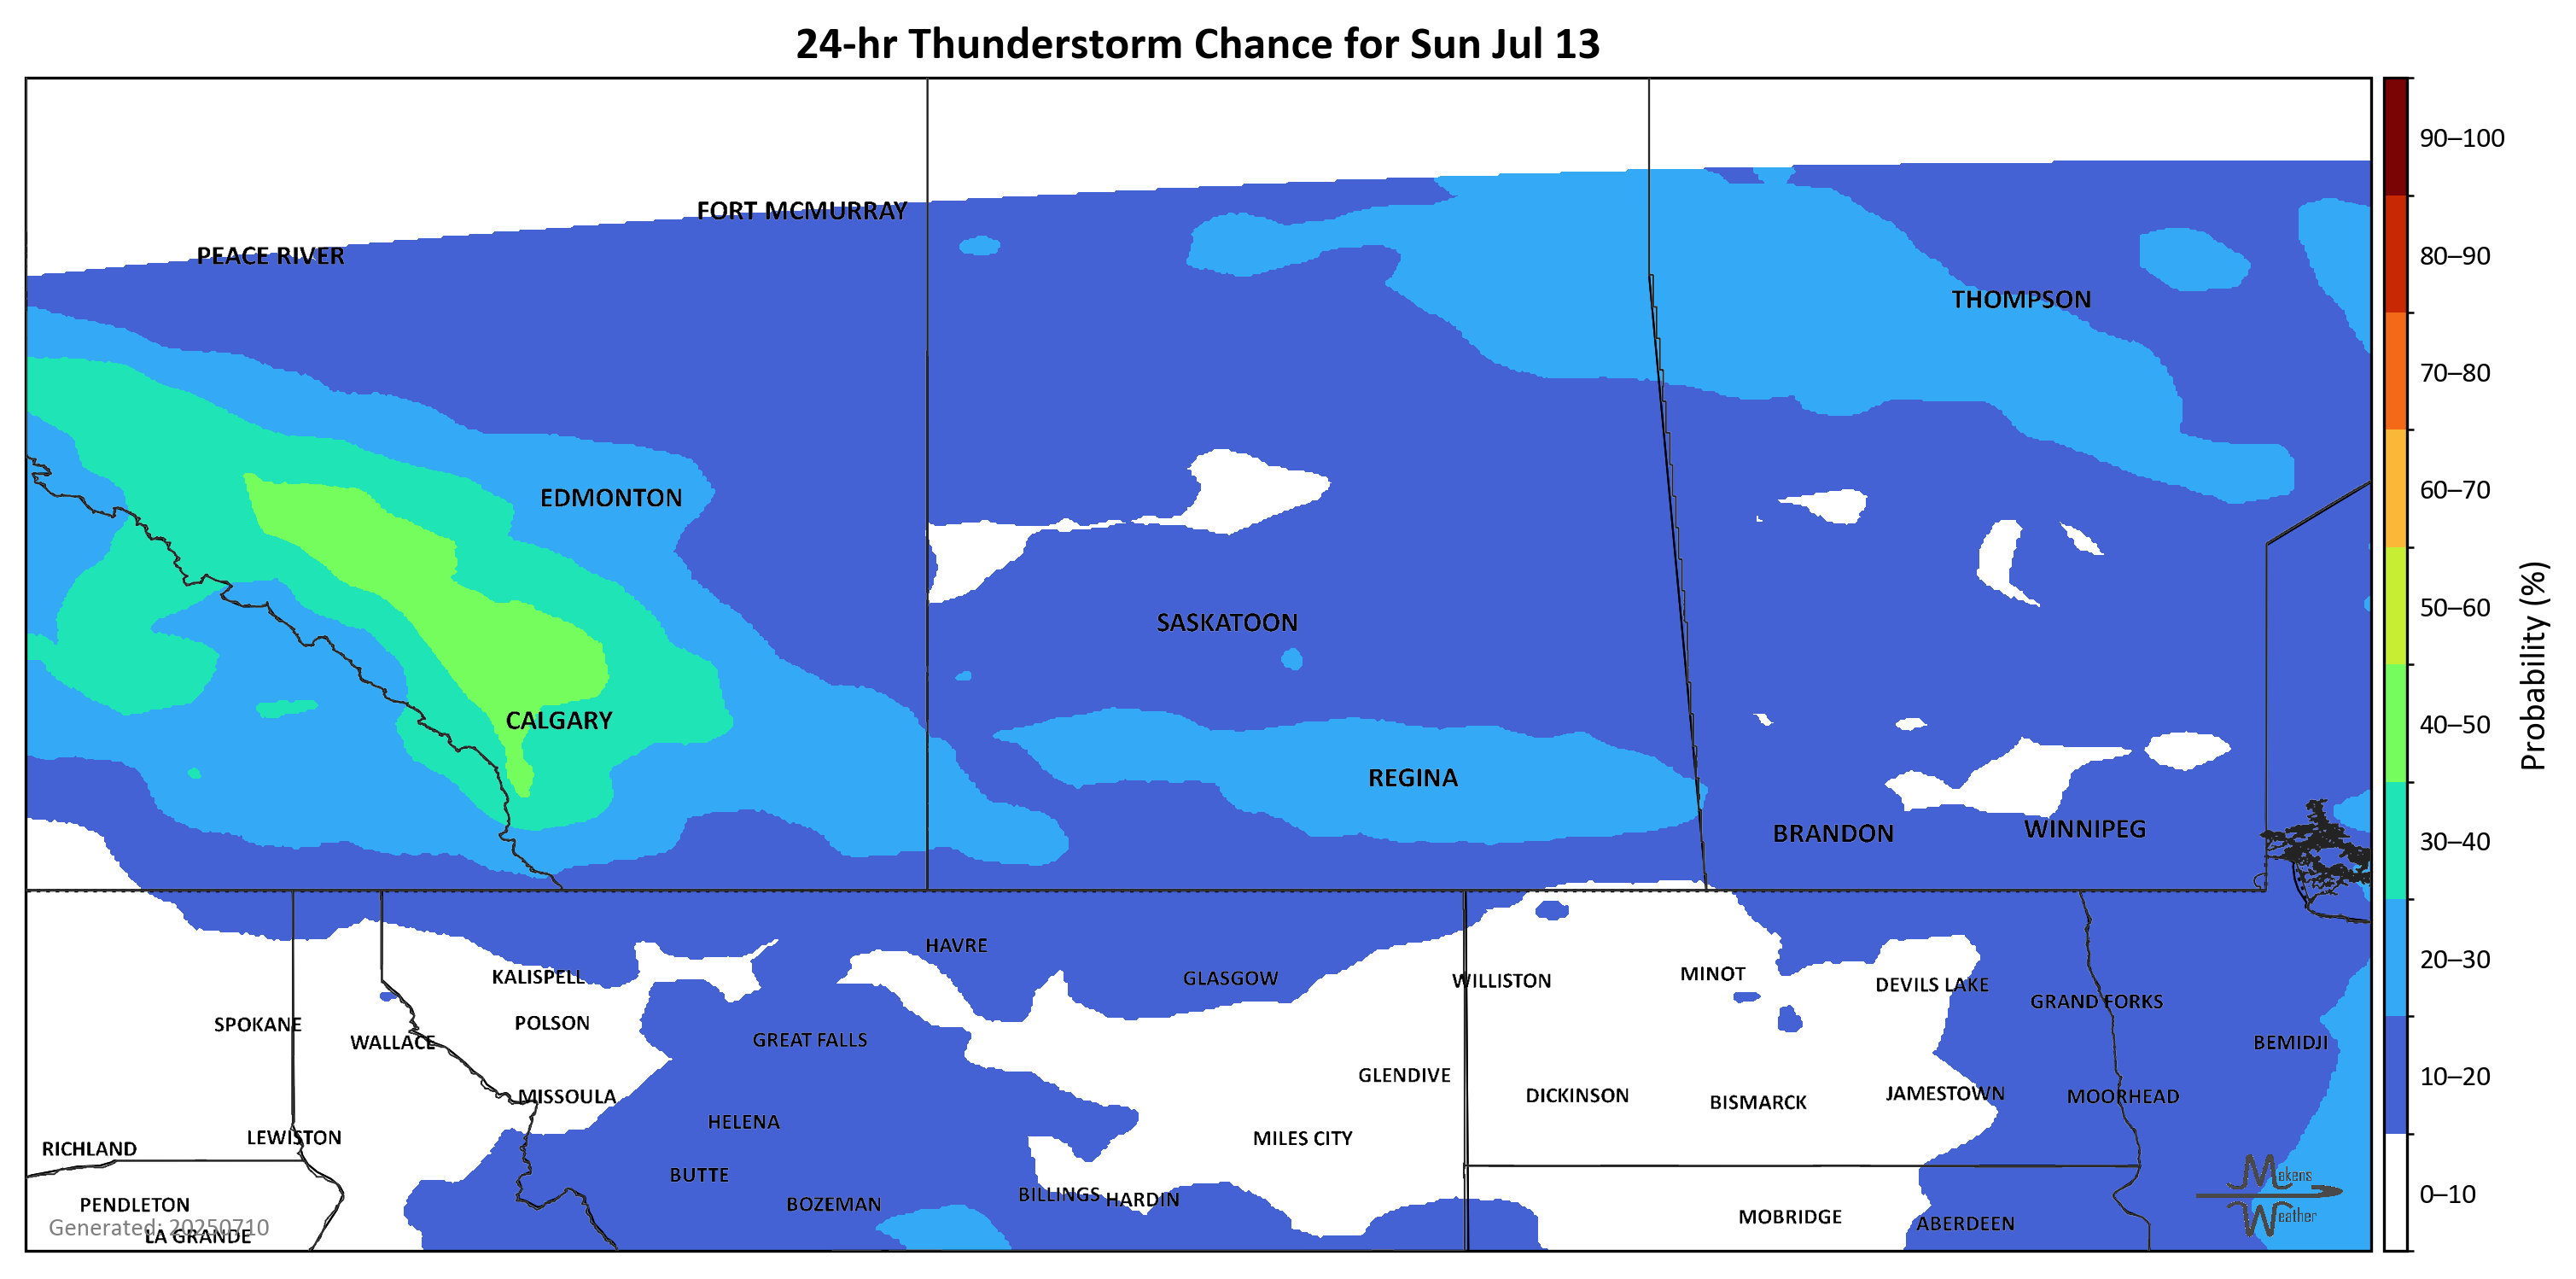 24-hr Thunderstorm Chance for Sun Jul 13
90–100
FORT MCMURRAY
PEACE RIVER
80–90
THOMPSON
70–80
60–70
EDMONTON
50–60
SASKATOON
Probability (%)
CALGARY
40–50
REGINA
BRANDON
WINNIPEG
30–40
HAVRE
20–30
KALISPELL
GLASGOW
WILLISTON
MINOT
DEVILS LAKE
GRAND FORKS
SPOKANE
POLSON
WALLACE
GREAT FALLS
BEMIDJI
GLENDIVE
10–20
MISSOULA
DICKINSON
BISMARCK
JAMESTOWN
MOORHEAD
HELENA
LEWISTON
MILES CITY
RICHLAND
BUTTE
Makens
Weather
0–10
BILLINGS
HARDIN
PENDLETON
BOZEMAN
MOBRIDGE
ABERDEEN
Generated: 20250710
LA GRANDE